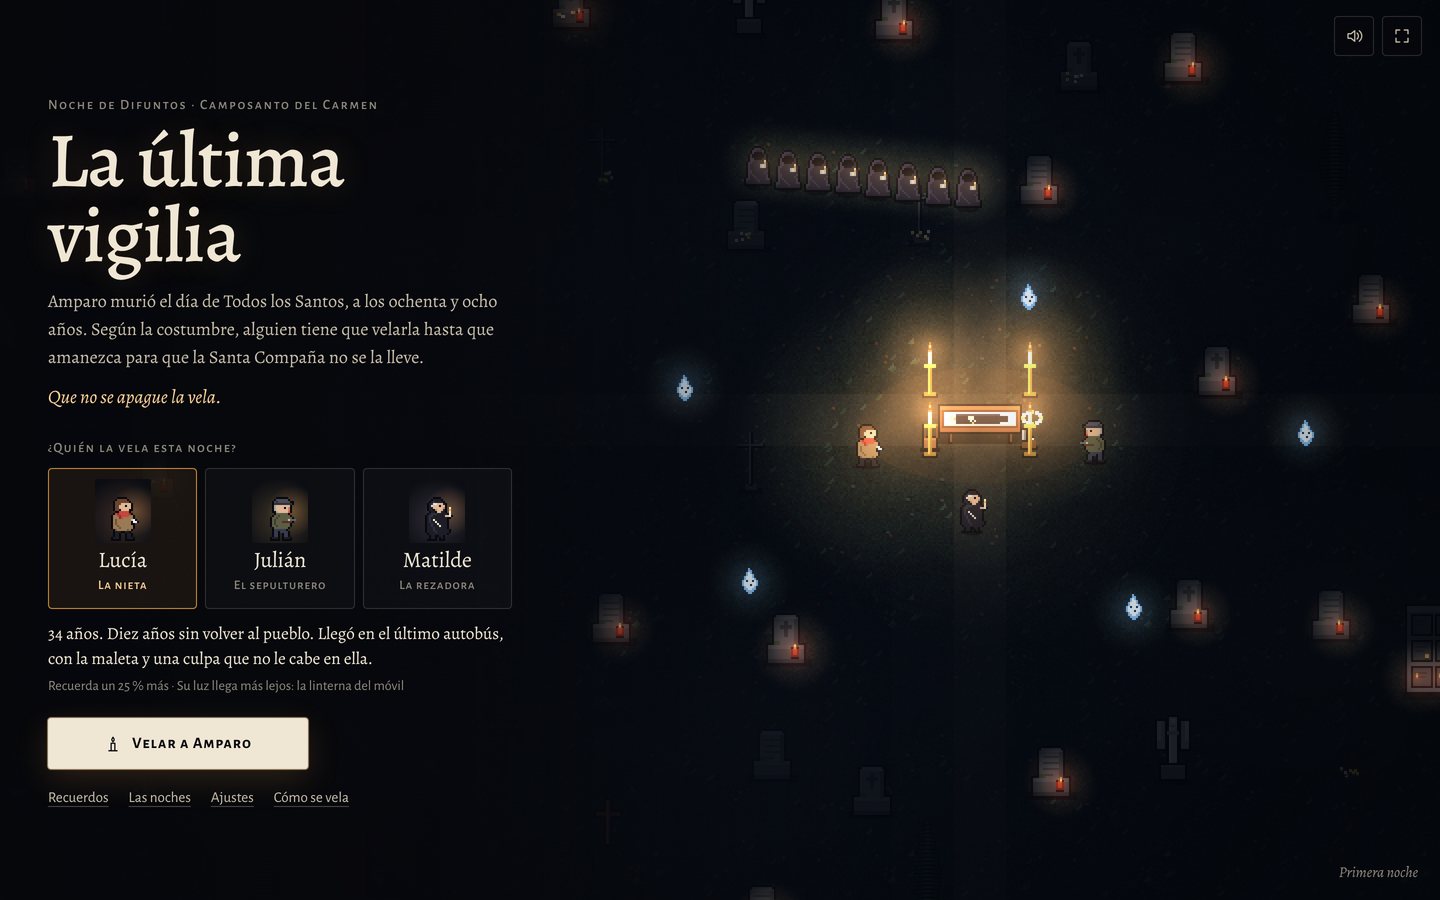 Noche de Difuntos · Camposanto del Carmen
La última
vigilia
Amparo murió el día de Todos los Santos, a los ochenta y ocho
años. Según la costumbre, alguien tiene que velarla hasta que
amanezca para que la Santa Compaña no se la lleve.
Que no se apague la vela.
¿Quién la vela esta noche?
Lucía
La nieta
Julián
El sepulturero
Matilde
La rezadora
34 años. Diez años sin volver al pueblo. Llegó en el último autobús,
con la maleta y una culpa que no le cabe en ella.
Recuerda un 25 % más · Su luz llega más lejos: la linterna del móvil
Velar a Amparo
Recuerdos Las noches Ajustes Cómo se vela
Primera noche